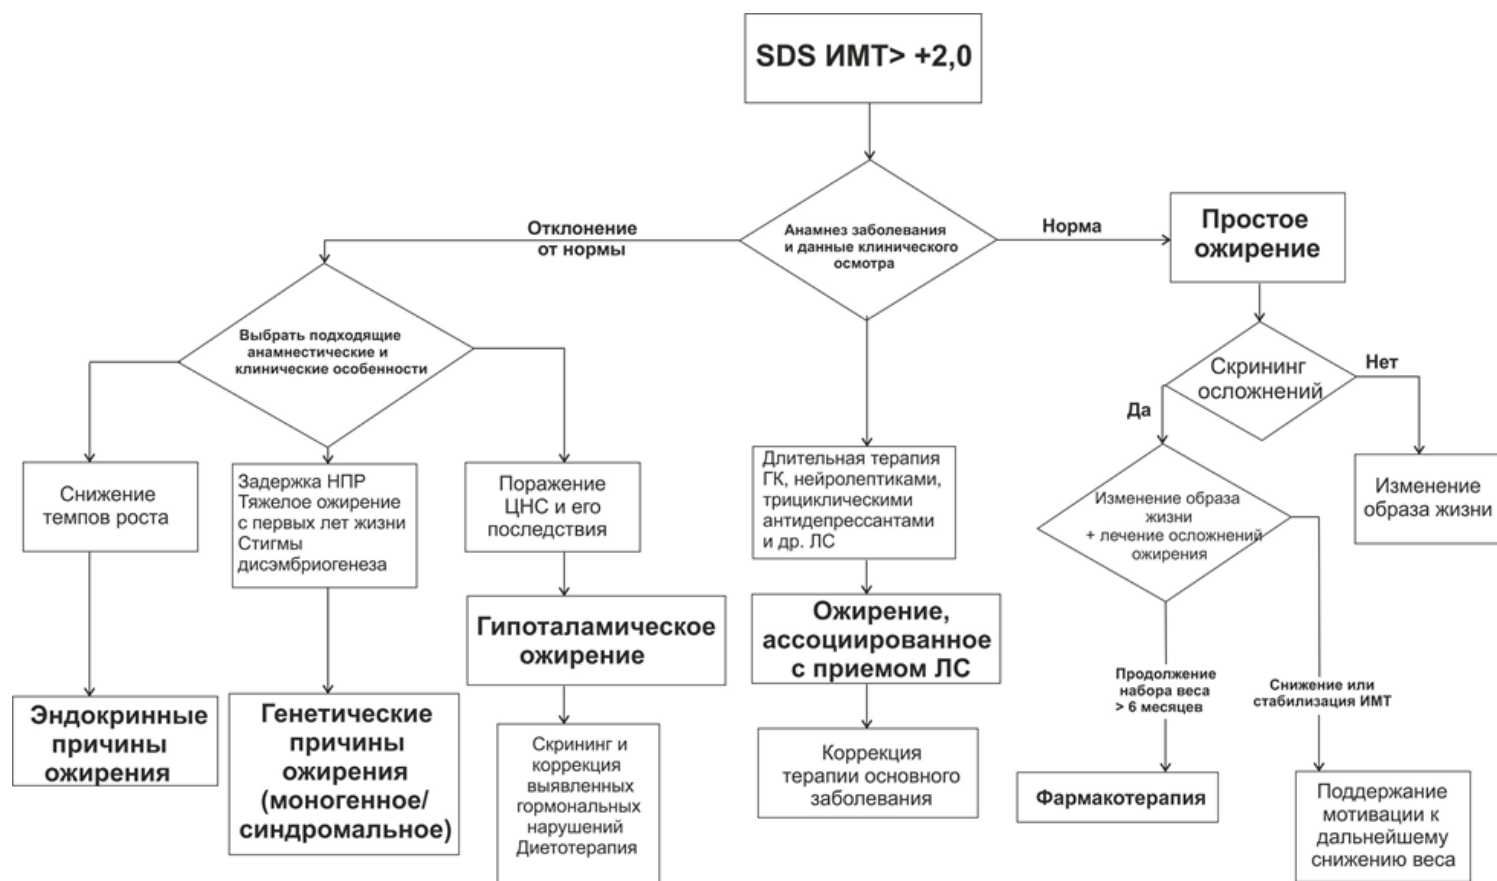 SDS ИМТ> +2,0
Отклонение
от нормы
Анамнез заболевания
и данные клинического
осмотра
Норма
Простое
ожирение
Выбрать подходящие
анамнестические и
клинические особенности
Скрининг
осложнений
Нет
Да
Снижение
темпов роста
Задержка НПР
Тяжелое ожирение
с первых лет жизни
Стигмы
дисэмбриогенеза
Поражение
ЦНС и его
последствия
Длительная терапия
ГК, нейролептиками,
трициклическими
антидепрессантами
и др. ЛС
Изменение образа
жизни
+ лечение осложнений
ожирения
Изменение
образа жизни
Гипоталамическое
ожирение
Ожирение,
ассоциированное
с приемом ЛС
Продолжение
набора веса
> 6 месяцев
Снижение или
стабилизация ИМТ
Эндокринные
причины
ожирения
Генетические
причины
ожирения
(моногенное/
синдромальное)
Скрининг и
коррекция
выявленных
гормональных
нарушений
Диетотерапия
Коррекция
терапии основного
заболевания
Фармакотерапия
Поддержание
мотивации к
дальнейшему
снижению веса